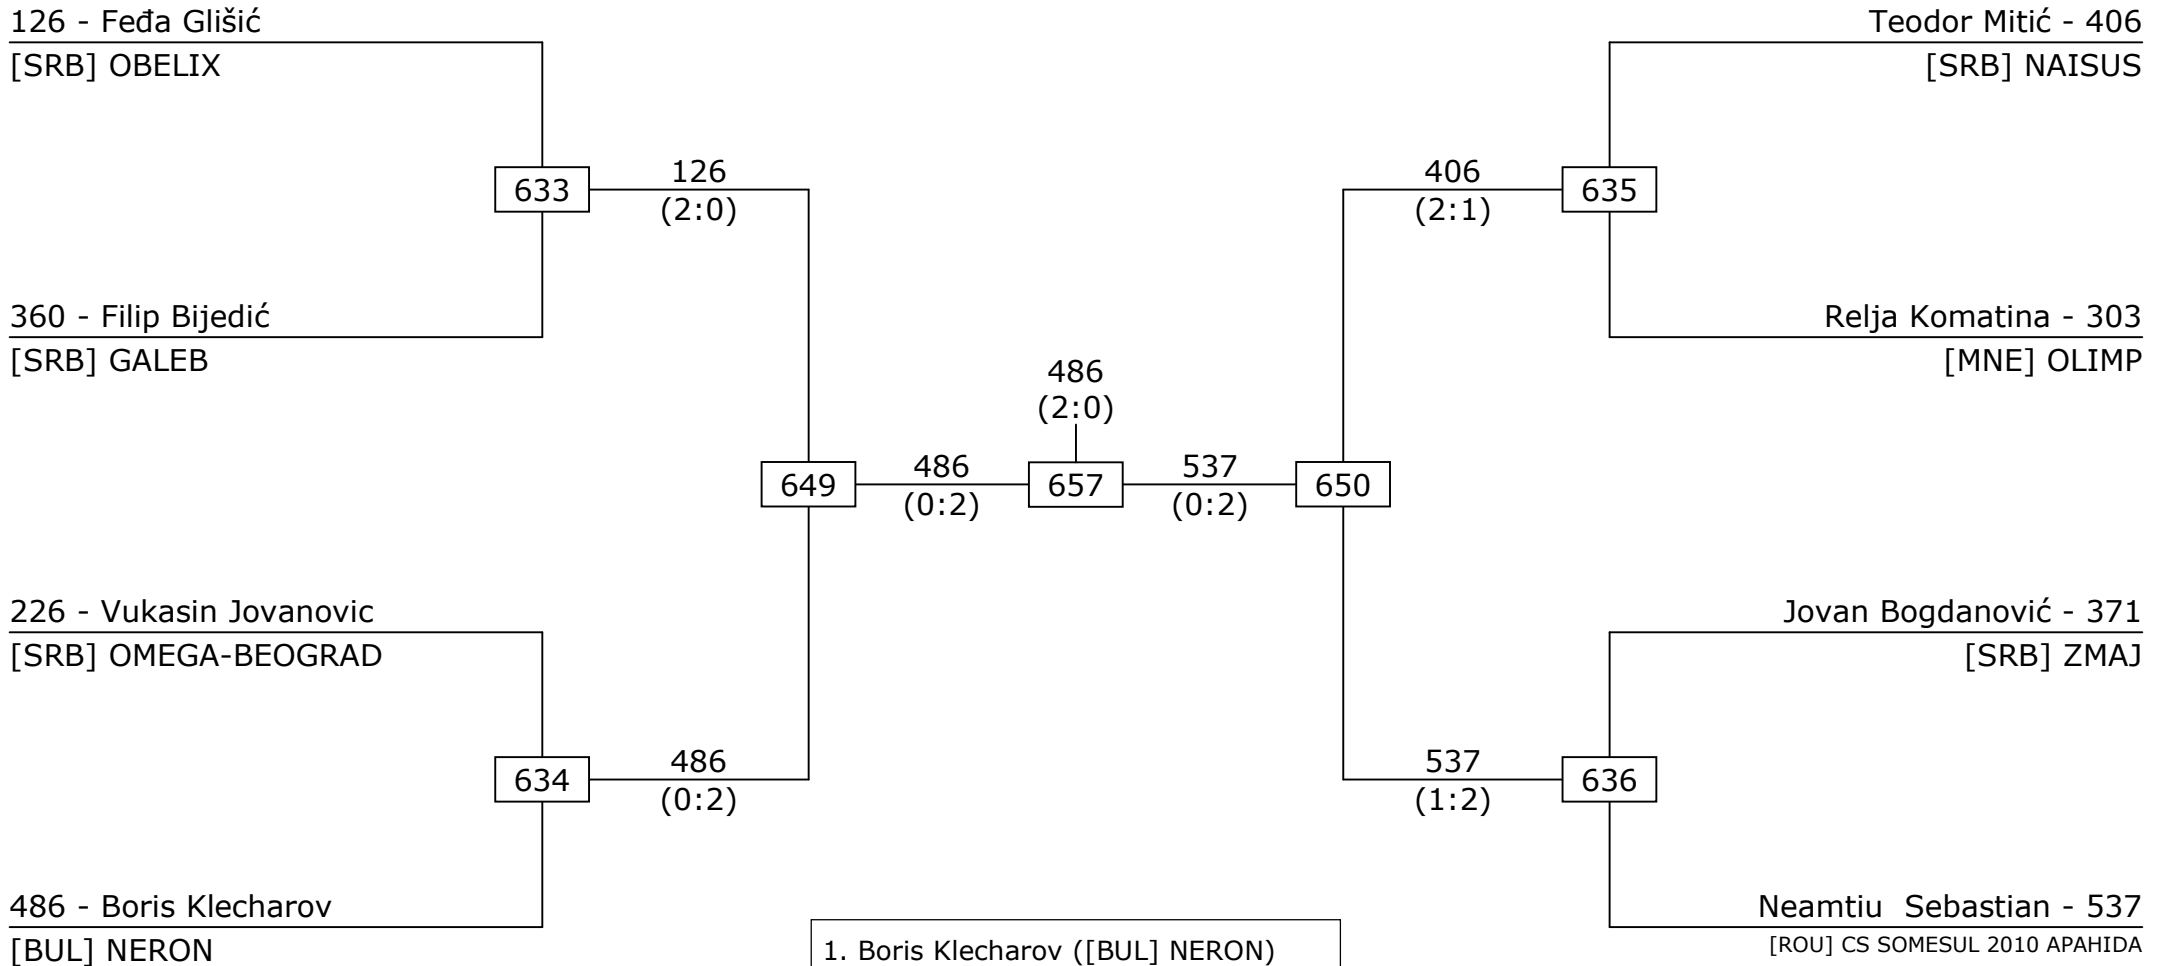 126 - Feđa Glišić
[SRB] OBELIX
633
126
(2:0)
360 - Filip Bijedić
[SRB] GALEB
649
486
(0:2)
226 - Vukasin Jovanovic
[SRB] OMEGA-BEOGRAD
634
486
(0:2)
486 - Boris Klecharov
[BUL] NERON
486
(2:0)
657
Teodor Mitić - 406
[SRB] NAISUS
406
(2:1)
635
Relja Komatina - 303
[MNE] OLIMP
537
(0:2)
650
Jovan Bogdanović - 371
[SRB] ZMAJ
537
(1:2)
636
Neamtiu  Sebastian - 537
[ROU] CS SOMESUL 2010 APAHIDA
1. Boris Klecharov ([BUL] NERON)